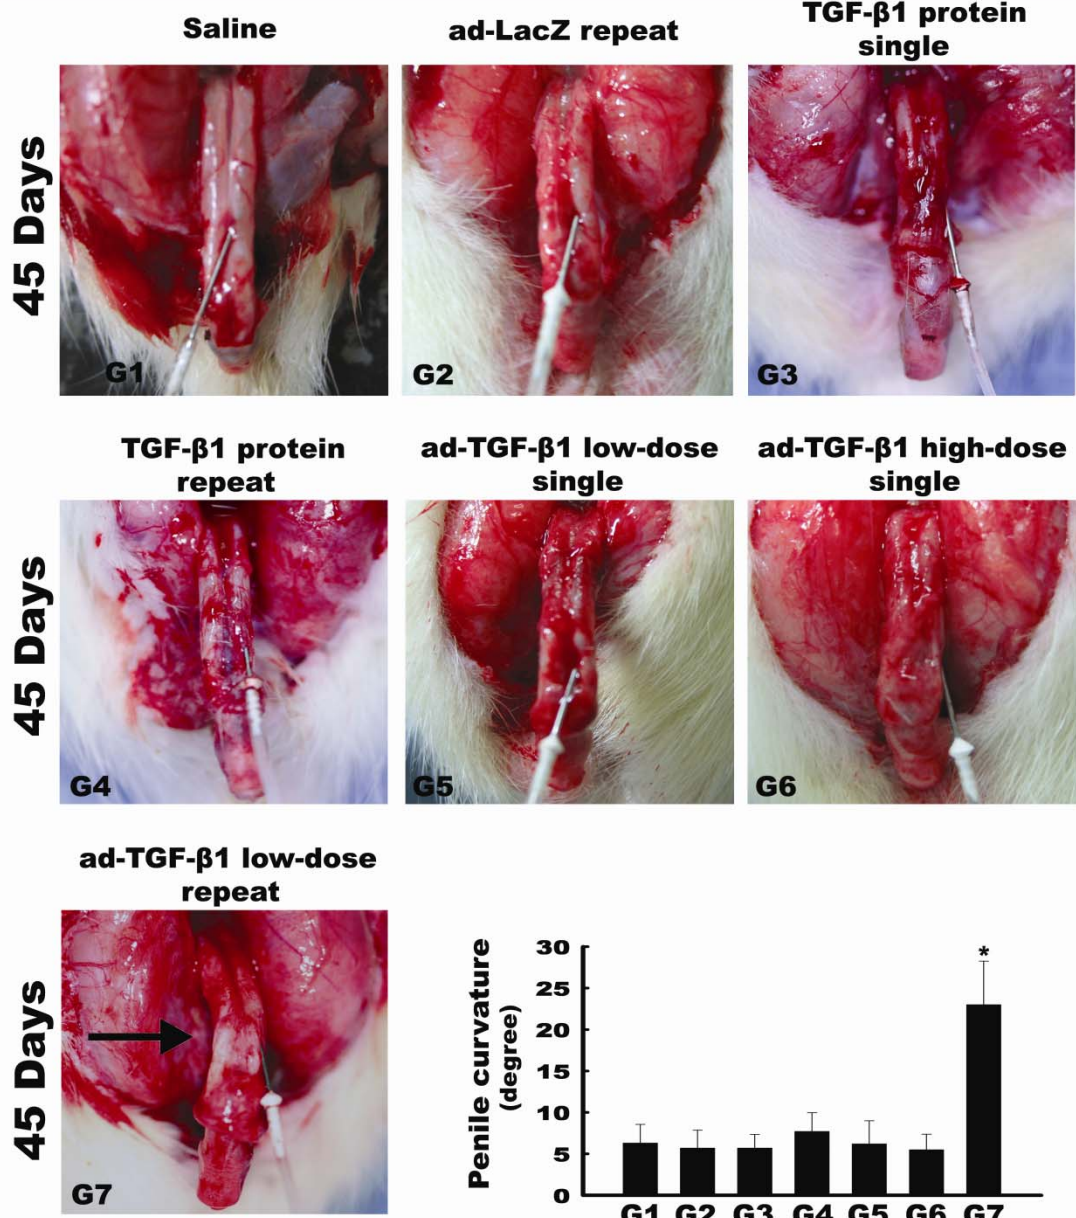 Saline
ad-LacZ repeat
TGF-β1 protein
single
45 Days
G1
G2
G3
TGF-β1 protein
repeat
ad-TGF-β1 low-dose
single
ad-TGF-β1 high-dose
single
45 Days
G4
G5
G6
ad-TGF-β1 low-dose
repeat
45 Days
G7
Penile curvature
(degree)
30
25
20
15
10
5
0
*
G1 G2 G3 G4 G5 G6 G7